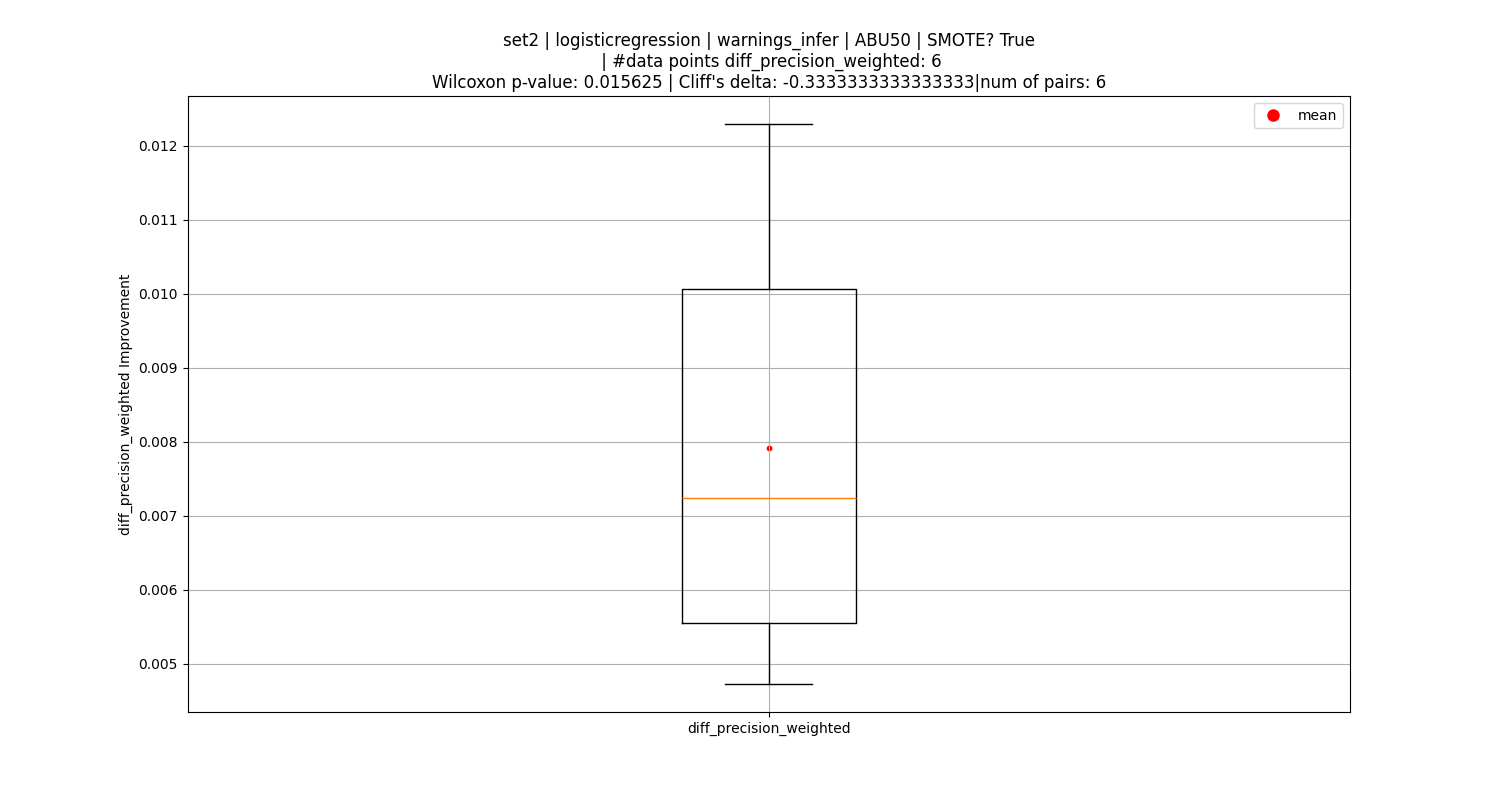 set2 | logisticregression | warnings_infer | ABU50 | SMOTE? True
| #data points diff_precision_weighted: 6
Wilcoxon p-value: 0.015625 | Cliff's delta: -0.3333333333333333|num of pairs: 6
mean
0.012
0.011
0.010
0.009
0.008
0.007
0.006
0.005
diff_precision_weighted Improvement
diff_precision_weighted